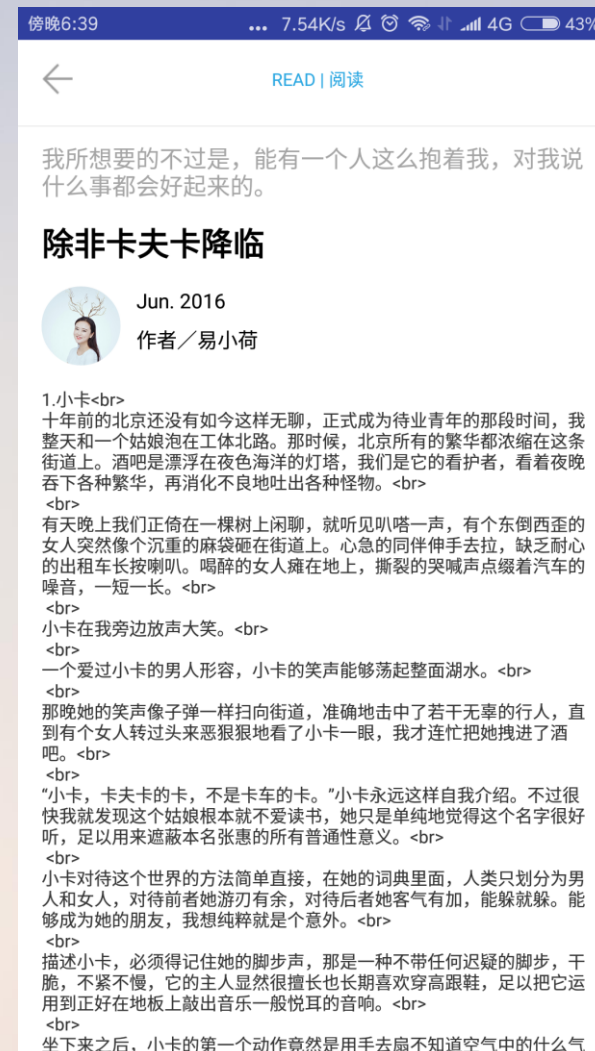 傍晚6:39 ... 7.54K/s 4G 43%
READ | 阅读
我所想要的不过是，能有一个人这么抱着我，对我说
什么事都会好起来的。
除非卡夫卡降临
Jun. 2016
作者／易小荷
1.小卡<br>
十年前的北京还没有如今这样无聊，正式成为待业青年的那段时间，我
整天和一个姑娘泡在工体北路。那时候，北京所有的繁华都浓缩在这条
街道上。酒吧是漂浮在夜色海洋的灯塔，我们是它的看护者，看着夜晚
吞下各种繁华，再消化不良地吐出各种怪物。<br>
<br>
有天晚上我们正倚在一棵树上闲聊，就听见叭嗒一声，有个东倒西歪的
女人突然像个沉重的麻袋砸在街道上。心急的同伴伸手去拉，缺乏耐心
的出租车长按喇叭。喝醉的女人瘫在地上，撕裂的哭喊声点缀着汽车的
噪音，一短一长。<br>
<br>
小卡在我旁边放声大笑。<br>
<br>
一个爱过小卡的男人形容，小卡的笑声能够荡起整面湖水。<br>
<br>
那晚她的笑声像子弹一样扫向街道，准确地击中了若干无辜的行人，直
到有个女人转过头来恶狠狠地看了小卡一眼，我才连忙把她拽进了酒
吧。<br>
<br>
“小卡，卡夫卡的卡，不是卡车的卡。”小卡永远这样自我介绍。不过很
快我就发现这个姑娘根本就不爱读书，她只是单纯地觉得这个名字很好
听，足以用来遮蔽本名张惠的所有普通性意义。<br>
<br>
小卡对待这个世界的方法简单直接，在她的词典里面，人类只划分为男
人和女人，对待前者她游刃有余，对待后者她客气有加，能躲就躲。能
够成为她的朋友，我想纯粹就是个意外。<br>
<br>
描述小卡，必须得记住她的脚步声，那是一种不带任何迟疑的脚步，干
脆，不紧不慢，它的主人显然很擅长也长期喜欢穿高跟鞋，足以把它运
用到正好在地板上敲出音乐一般悦耳的音响。<br>
<br>
坐下来之后，小卡的第一个动作竟然是用手去扇不知道空气中的什么气